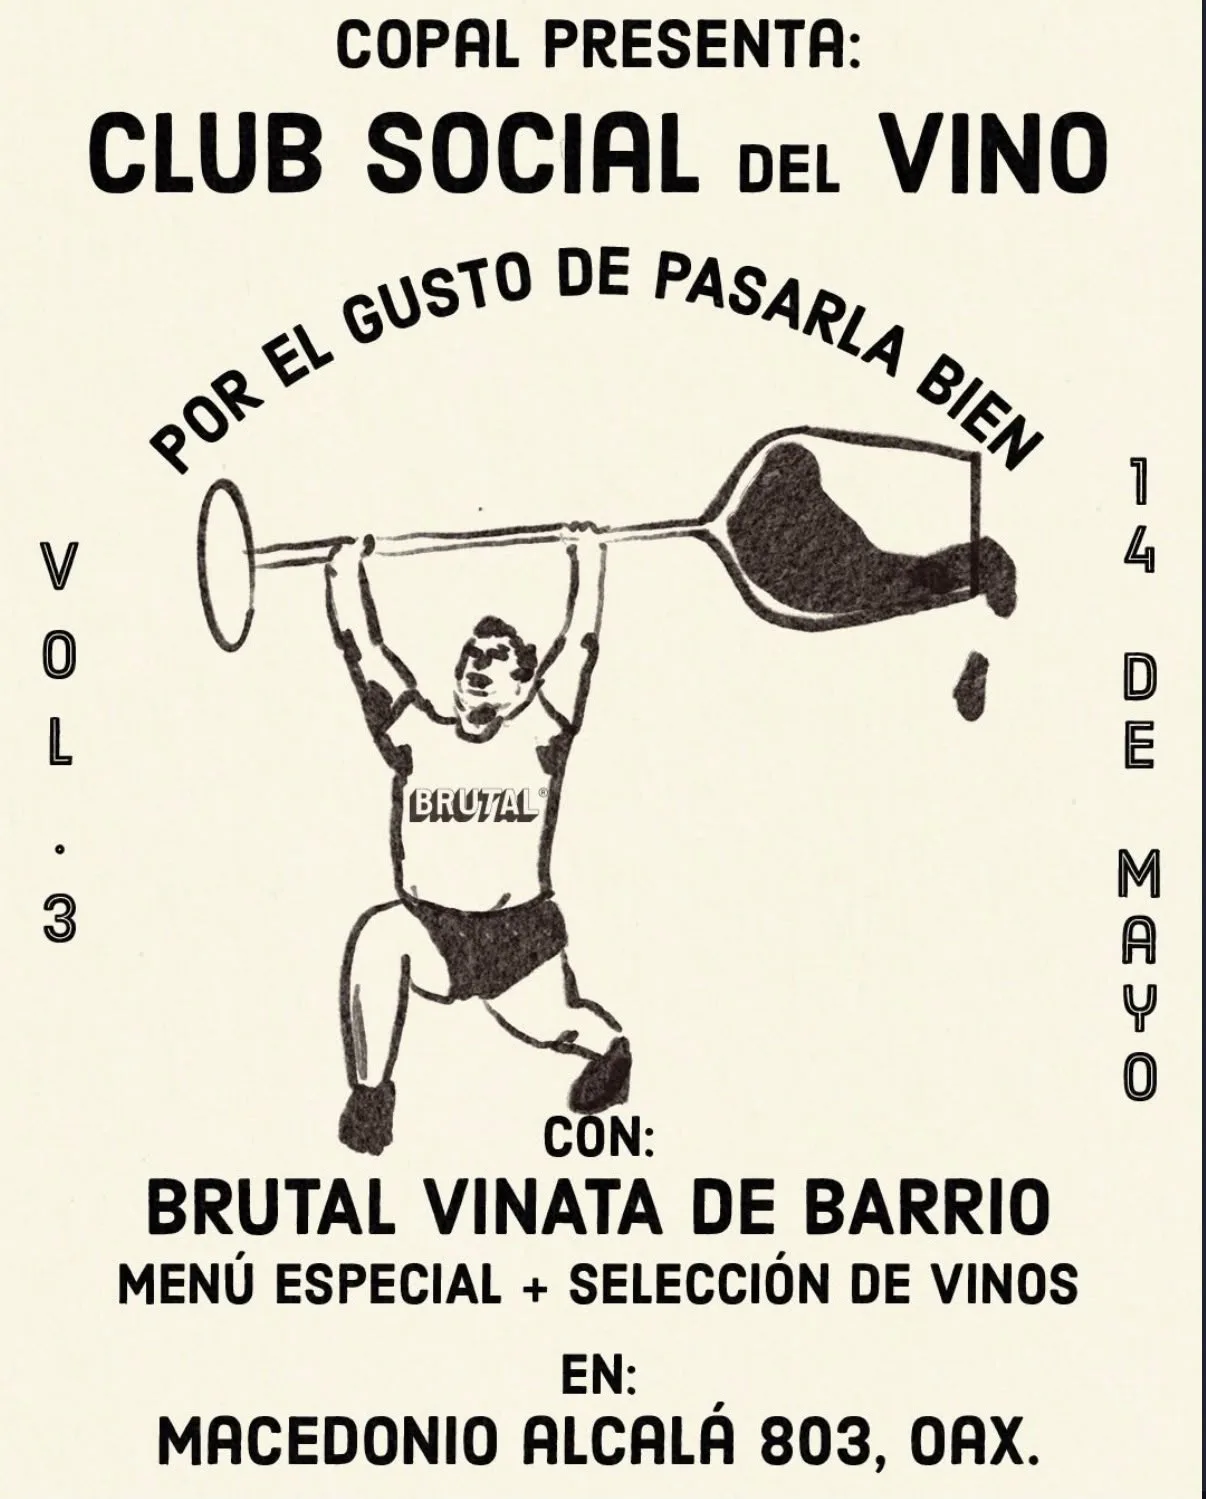 COPAL PRESENTA:
CLUB SOCIAL DEL VINO
POR EL GUSTO DE PASARLA BIEN
VOL.3
14 DE MAYO
BRUTAL®
CON:
BRUTAL VINATA DE BARRIO
MENÚ ESPECIAL + SELECCIÓN DE VINOS
EN:
MACEDONIO ALCALÁ 803, OAX.